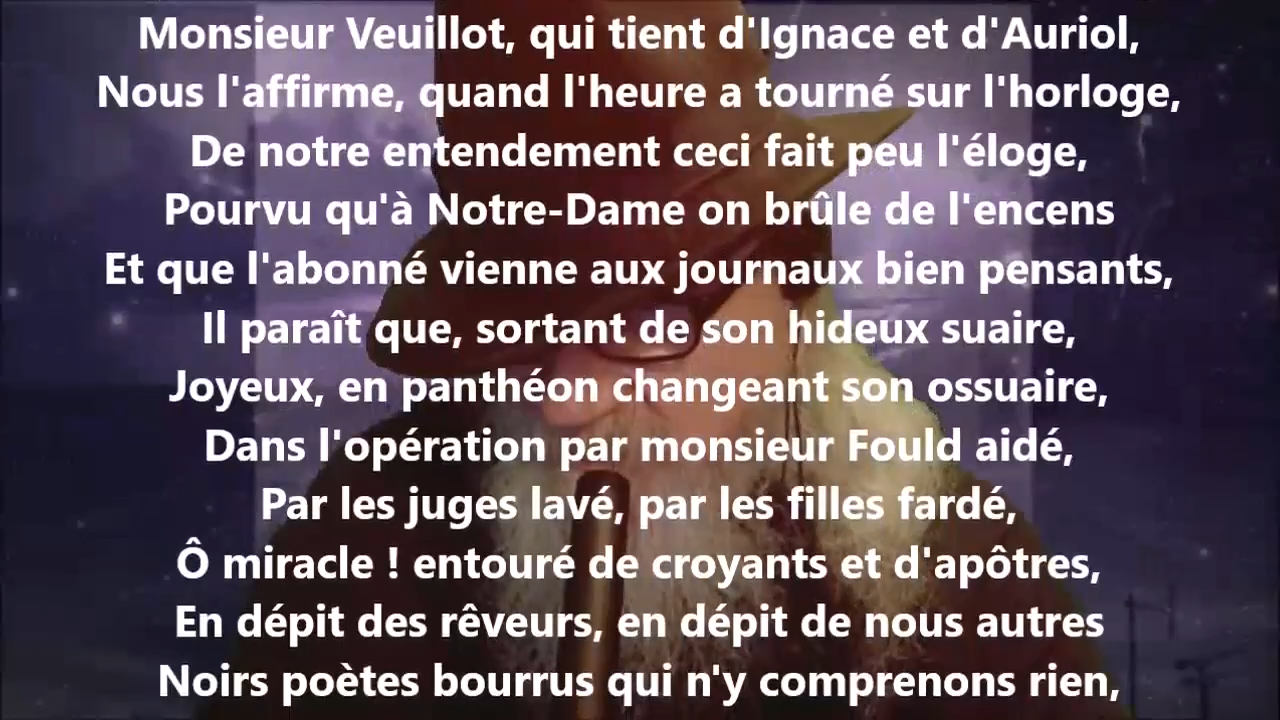 Monsieur Veuillot, qui tient d'Ignace et d'Auriol,
Nous l'affirme, quand l'heure a tourné sur l'horloge,
De notre entendement ceci fait peu l'éloge,
Pourvu qu'à Notre-Dame on brûle de l'encens
Et que l'abonné vienne aux journaux bien pensants,
Il paraît que, sortant de son hideux suaire,
Joyeux, en panthéon changeant son ossuaire,
Dans l'opération par monsieur Fould aidé,
Par les juges lavé, par les filles fardé,
Ô miracle ! entouré de croyants et d'apôtres,
En dépit des rêveurs, en dépit de nous autres
Noirs poètes bourrus qui n'y comprenons rien,